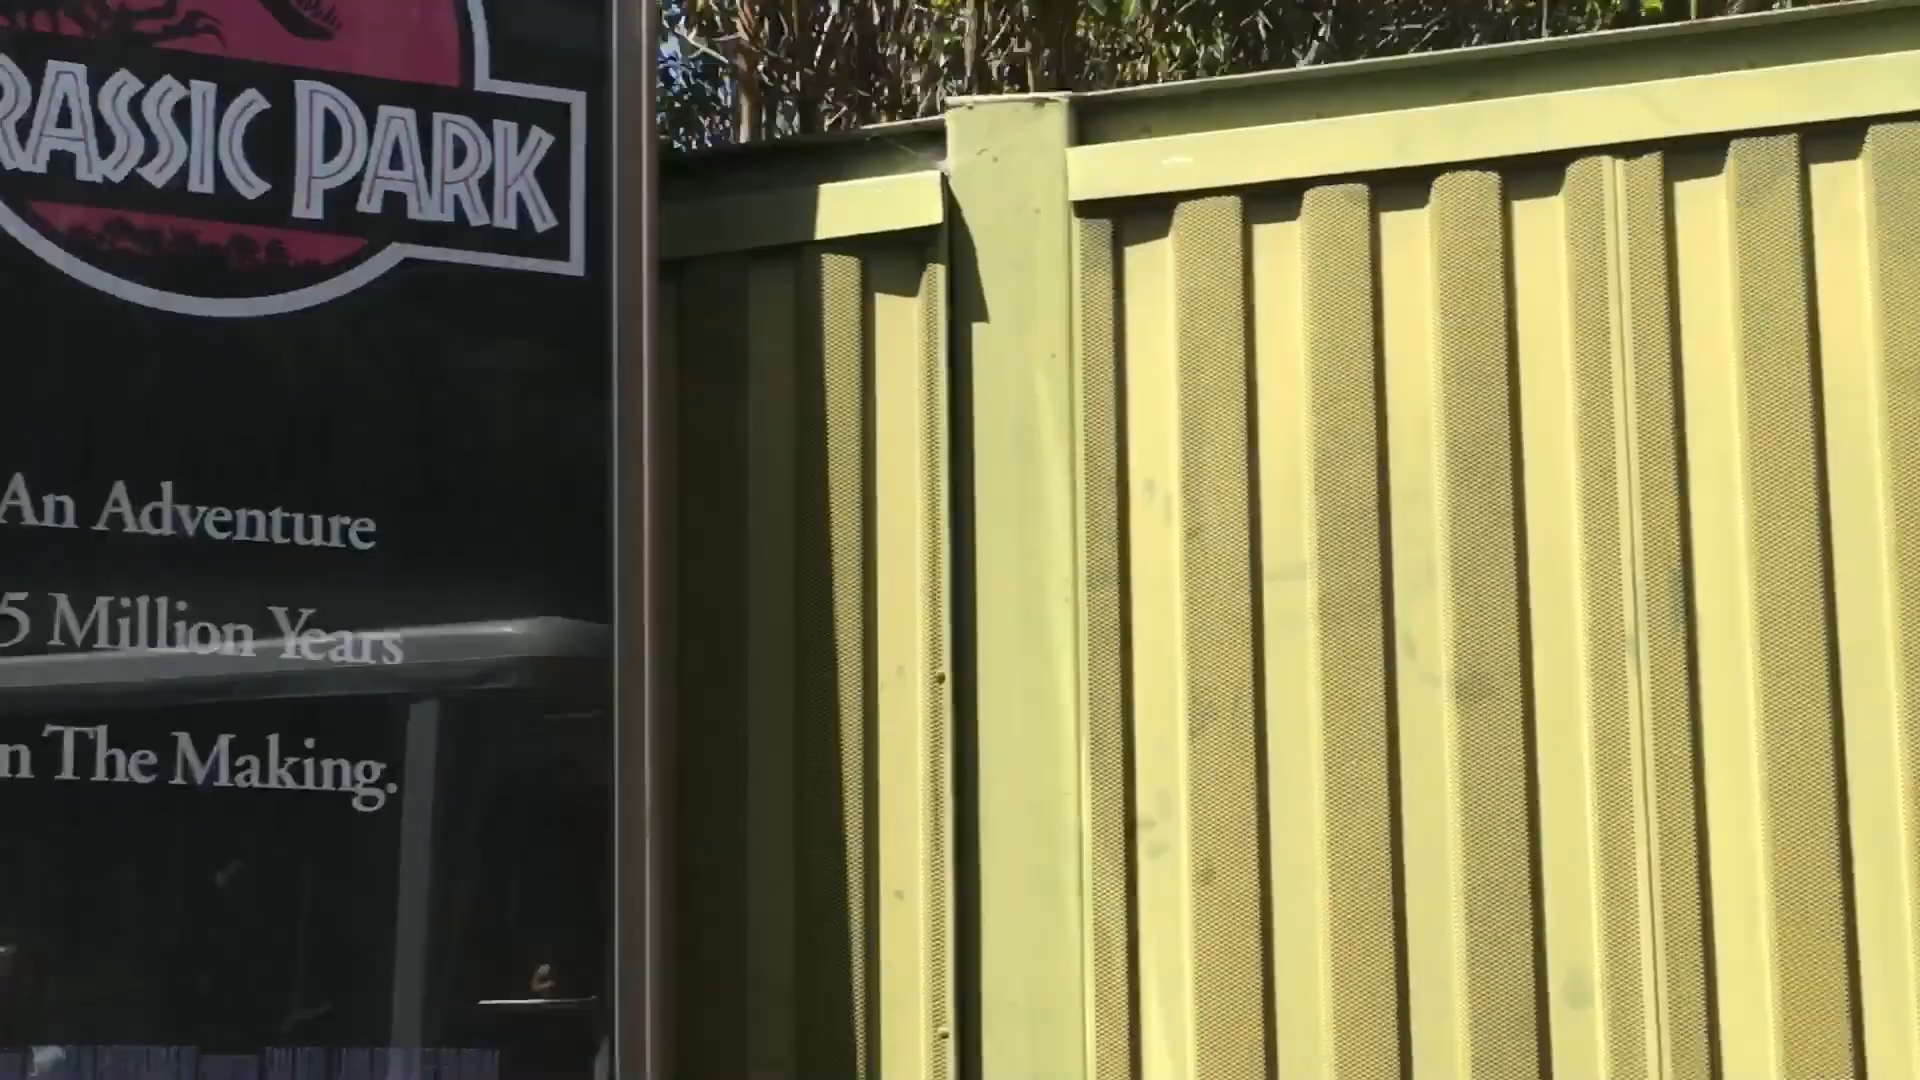 RASSIC PARK
An Adventure
5 Million Years
n The Making.